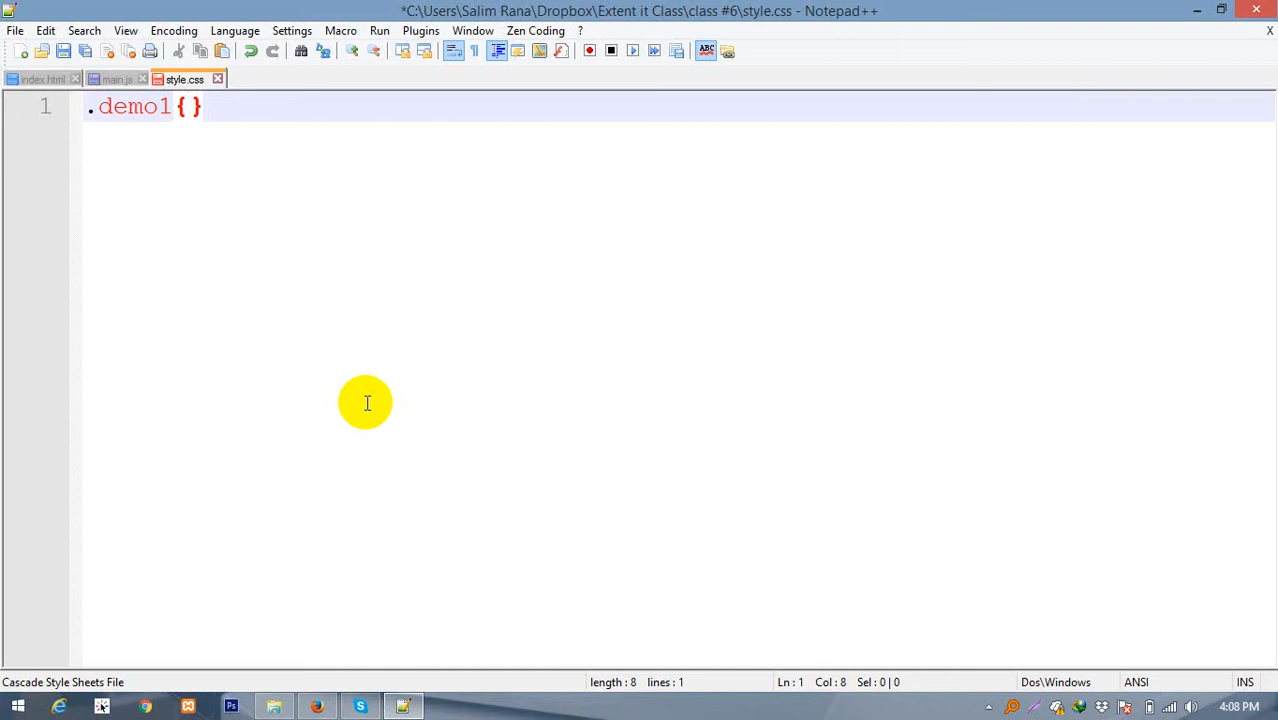 *C:\Users\Salim Rana\Dropbox\Extent it Class\class #6\style.css - Notepad++
File Edit Search View Encoding Language Settings Macro Run Plugins Window Zen Coding ? X
ABC
index.html main.js style.css
1 .demo1{}
Cascade Style Sheets File length : 8 lines : 1 Ln : 1 Col : 8 Sel : 0 | 0 Dos\Windows ANSI INS
Ps 4:08 PM